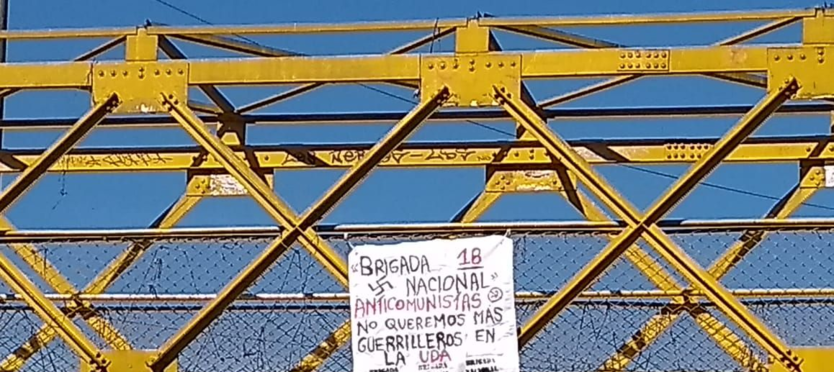 "BRIGADA 18
NACIONAL"
ANTICOMUNISTAS
NO QUEREMOS MAS
GUERRILLEROS EN
LA UDA